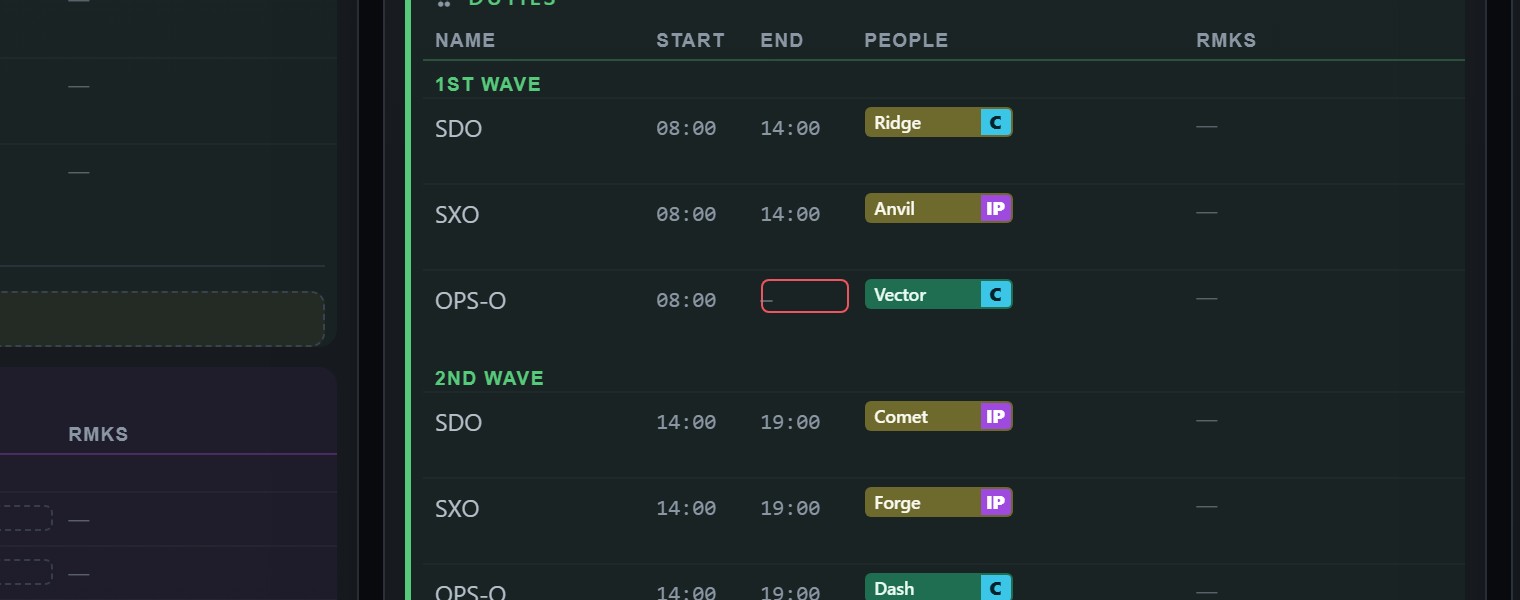 DUTIES
NAME START END PEOPLE RMKS
1ST WAVE
SDO 08:00 14:00 Ridge C —
SXO 08:00 14:00 Anvil IP —
OPS-O 08:00 — Vector C —
2ND WAVE
SDO 14:00 19:00 Comet IP —
SXO 14:00 19:00 Forge IP —
OPS-O 14:00 19:00 Dash C —
—
—
—
RMKS
—
—